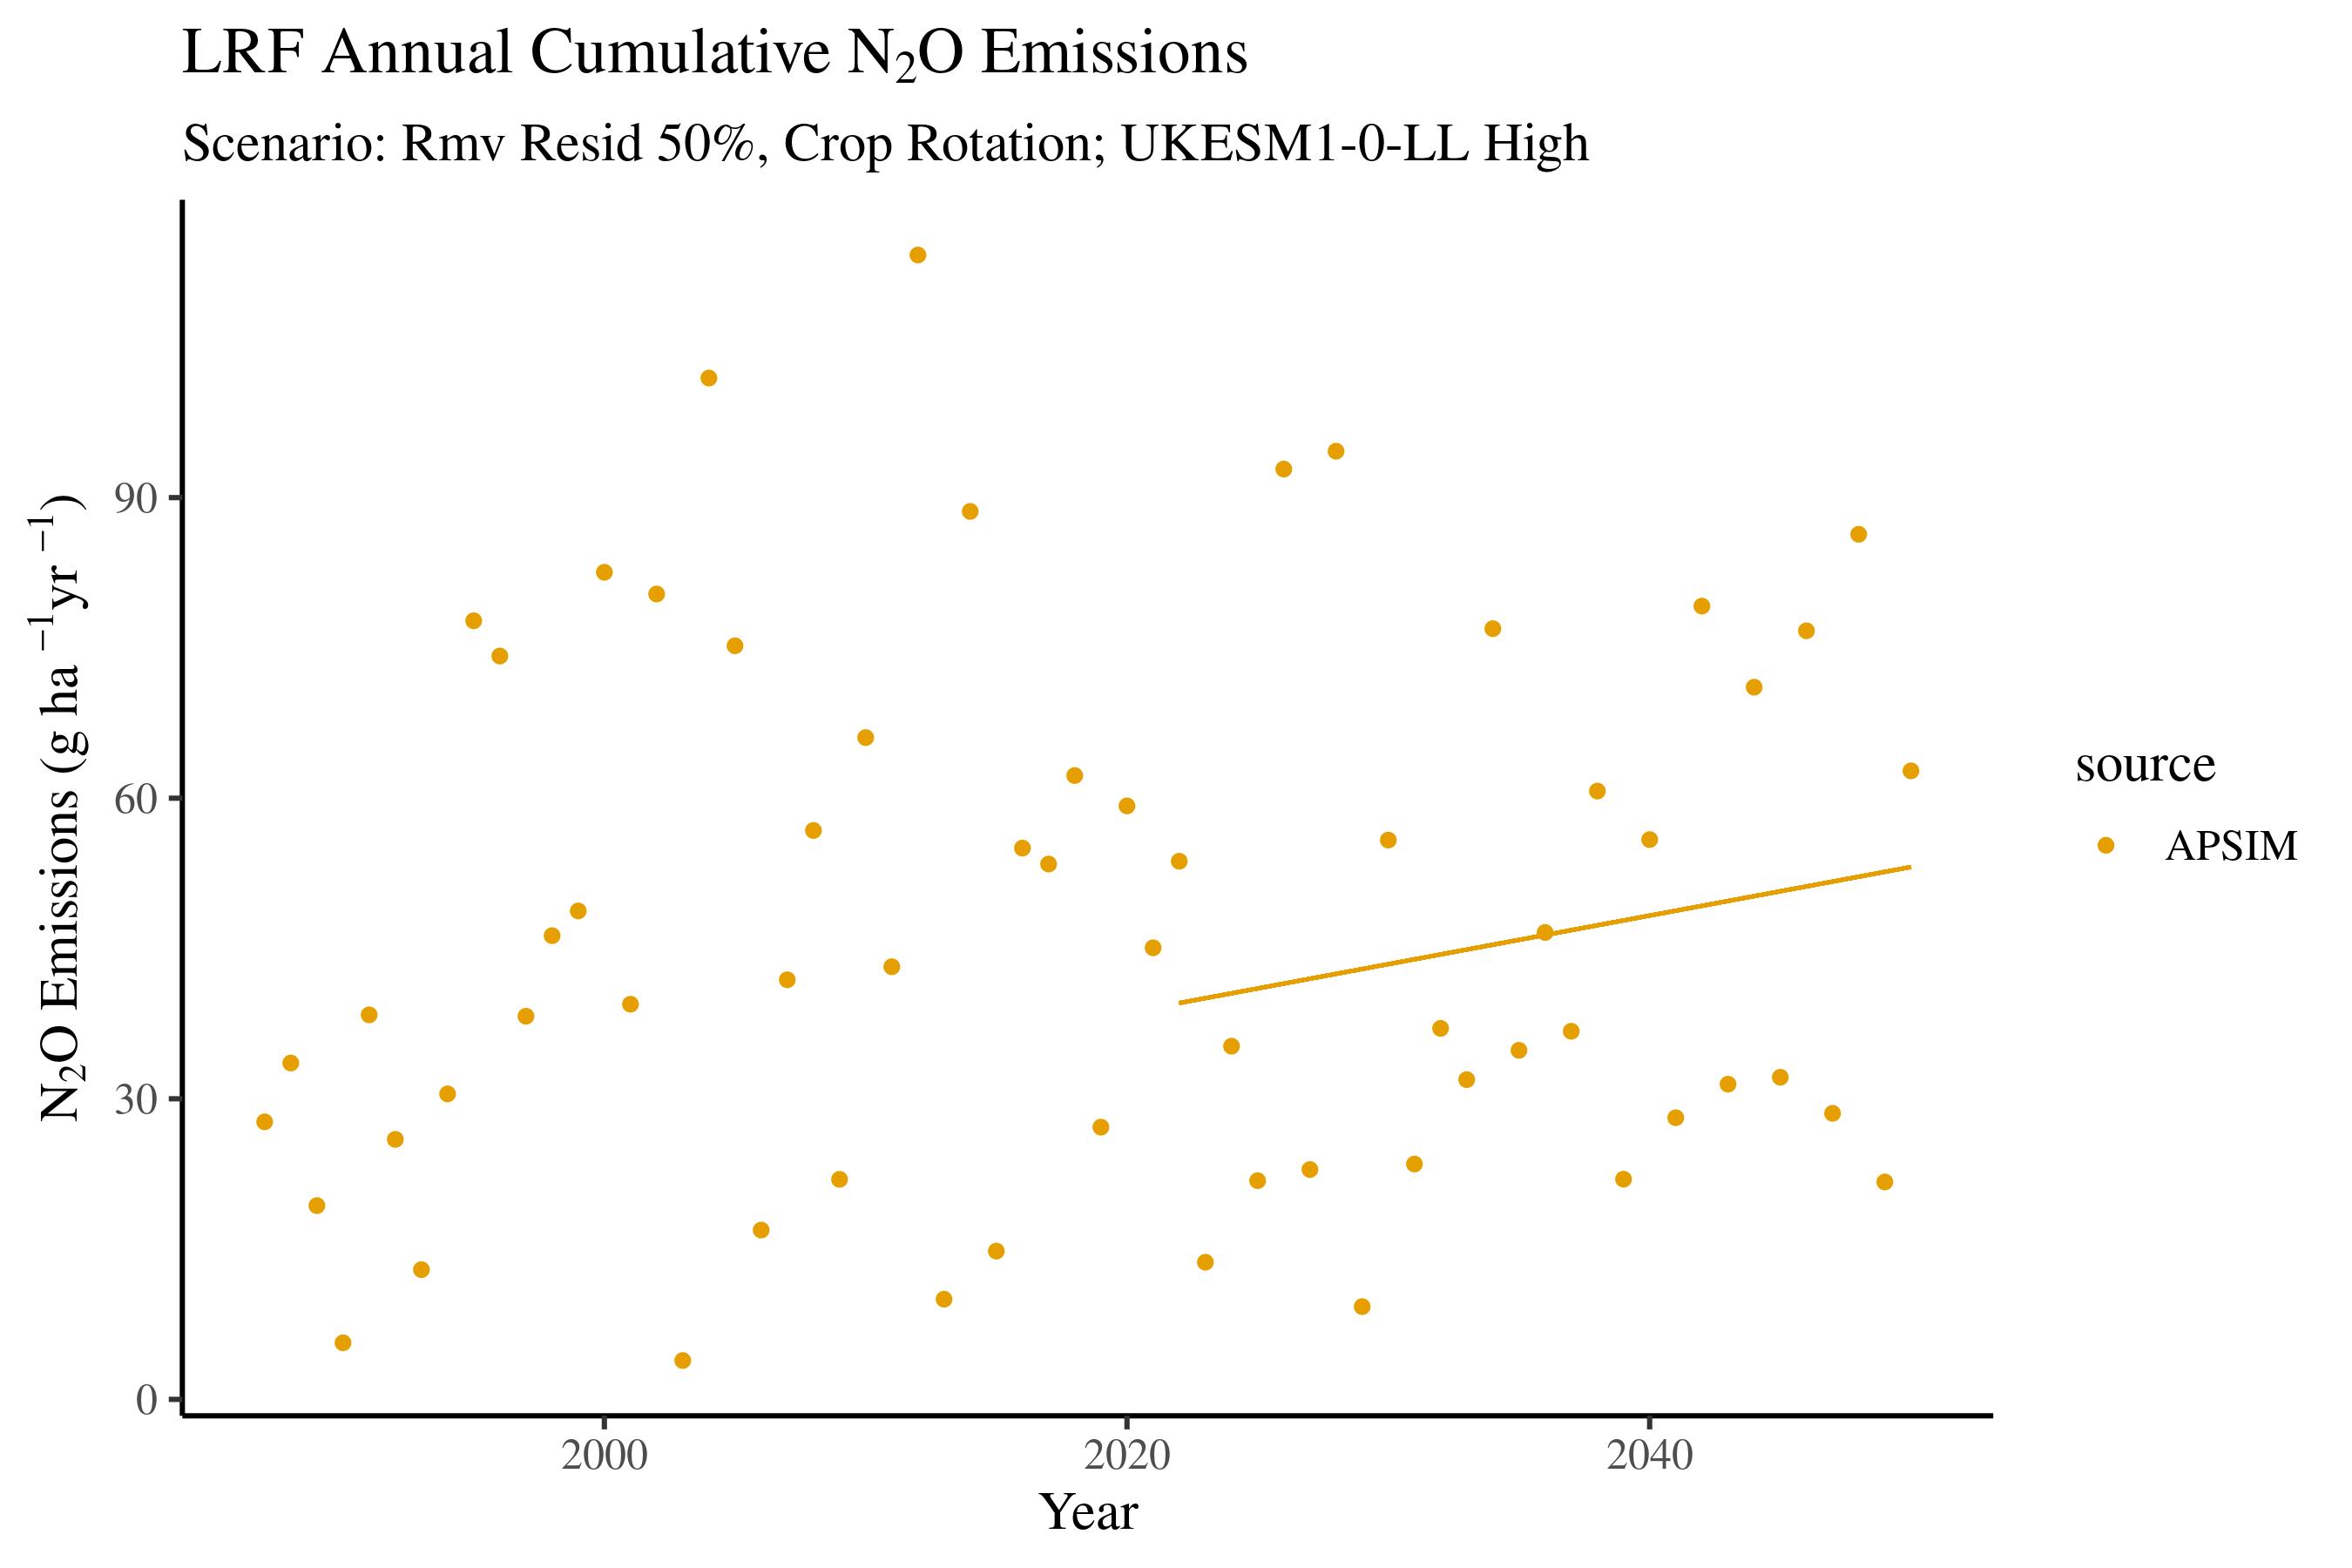 LRF Annual Cumulative N₂O Emissions
Scenario: Rmv Resid 50%, Crop Rotation; UKESM1-0-LL High
N₂O Emissions (g ha ⁻¹yr ⁻¹)
90
60
30
0
2000
2020
2040
Year
source
APSIM